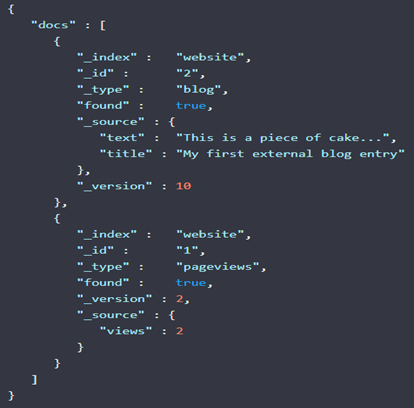 {
"docs" : [
{
"_index" : "website",
"_id" : "2",
"_type" : "blog",
"found" : true,
"_source" : {
"text" : "This is a piece of cake...",
"title" : "My first external blog entry"
},
"_version" : 10
},
{
"_index" : "website",
"_id" : "1",
"_type" : "pageviews",
"found" : true,
"_version" : 2,
"_source" : {
"views" : 2
}
}
]
}